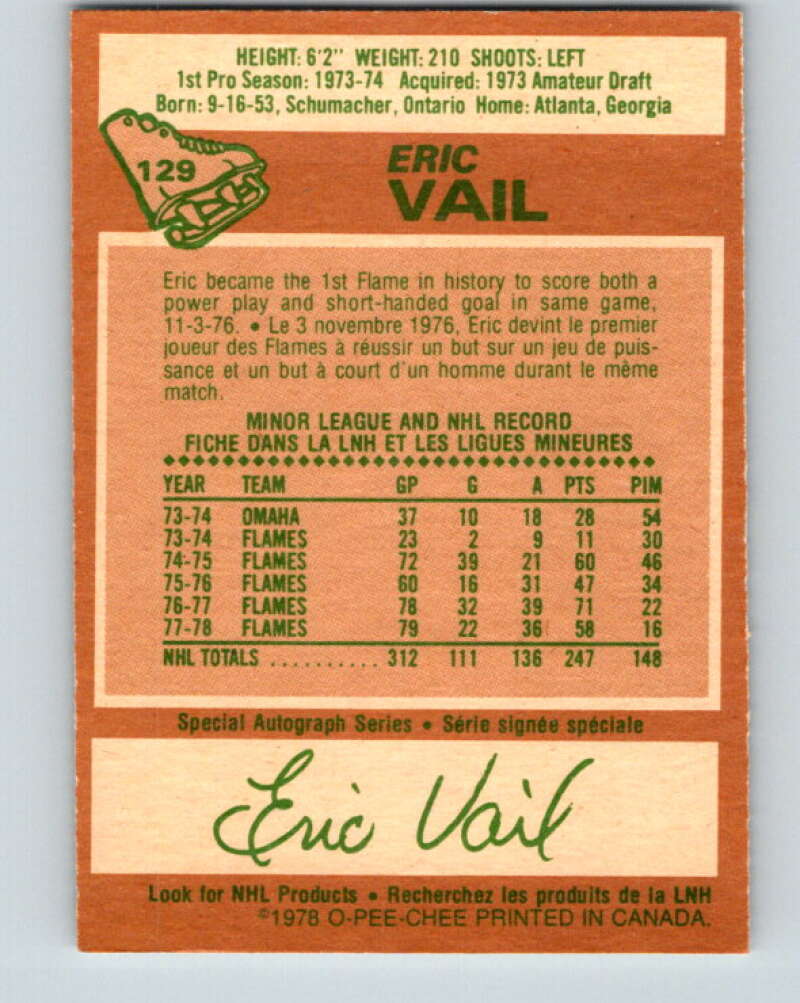 HEIGHT: 6'2" WEIGHT: 210 SHOOTS: LEFT
1st Pro Season: 1973-74 Acquired: 1973 Amateur Draft
Born: 9-16-53, Schumacher, Ontario Home: Atlanta, Georgia
129
ERIC
VAIL
Eric became the 1st Flame in history to score both a
power play and short-handed goal in same game,
11-3-76. • Le 3 novembre 1976, Eric devint le premier
joueur des Flames à réussir un but sur un jeu de puis-
sance et un but à court d'un homme durant le même
match.
MINOR LEAGUE AND NHL RECORD
FICHE DANS LA LNH ET LES LIGUES MINEURES
YEAR TEAM GP G A PTS PIM
73-74 OMAHA 37 10 18 28 54
73-74 FLAMES 23 2 9 11 30
74-75 FLAMES 72 39 21 60 46
75-76 FLAMES 60 16 31 47 34
76-77 FLAMES 78 32 39 71 22
77-78 FLAMES 79 22 36 58 16
NHL TOTALS .......... 312 111 136 247 148
Special Autograph Series • Série signée spéciale
Eric Vail
Look for NHL Products • Recherchez les produits de la LNH
©1978 O-PEE-CHEE PRINTED IN CANADA.